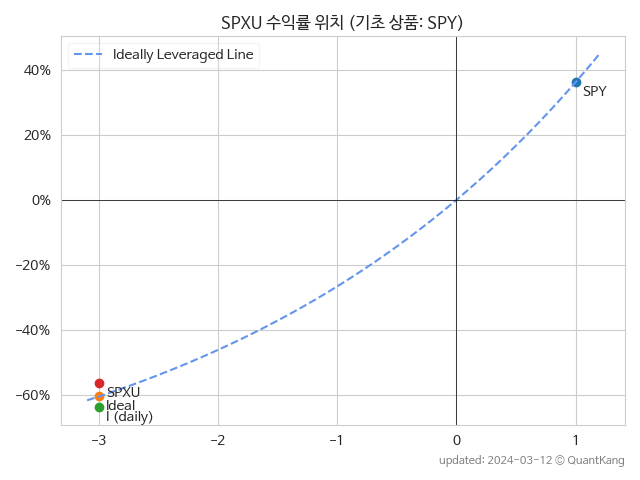 SPXU 수익률 위치 (기초 상품: SPY)
Ideally Leveraged Line
40%
20%
0%
−20%
−40%
−60%
SPY
SPXU
Ideal
I (daily)
−3
−2
−1
0
1
updated: 2024-03-12 © QuantKang